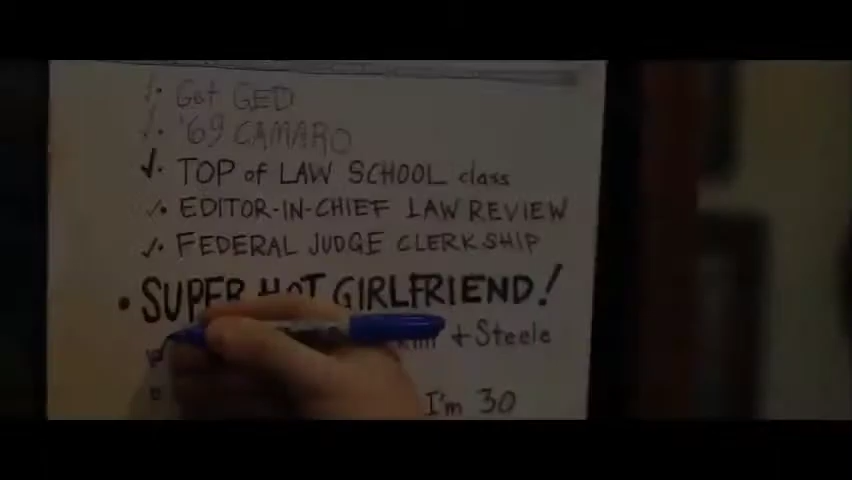 Get GED
'69 CAMARO
TOP of LAW SCHOOL class
EDITOR-IN-CHIEF LAW REVIEW
FEDERAL JUDGE CLERKSHIP
SUPER HOT GIRLFRIEND!
+ Steele
I'm 30